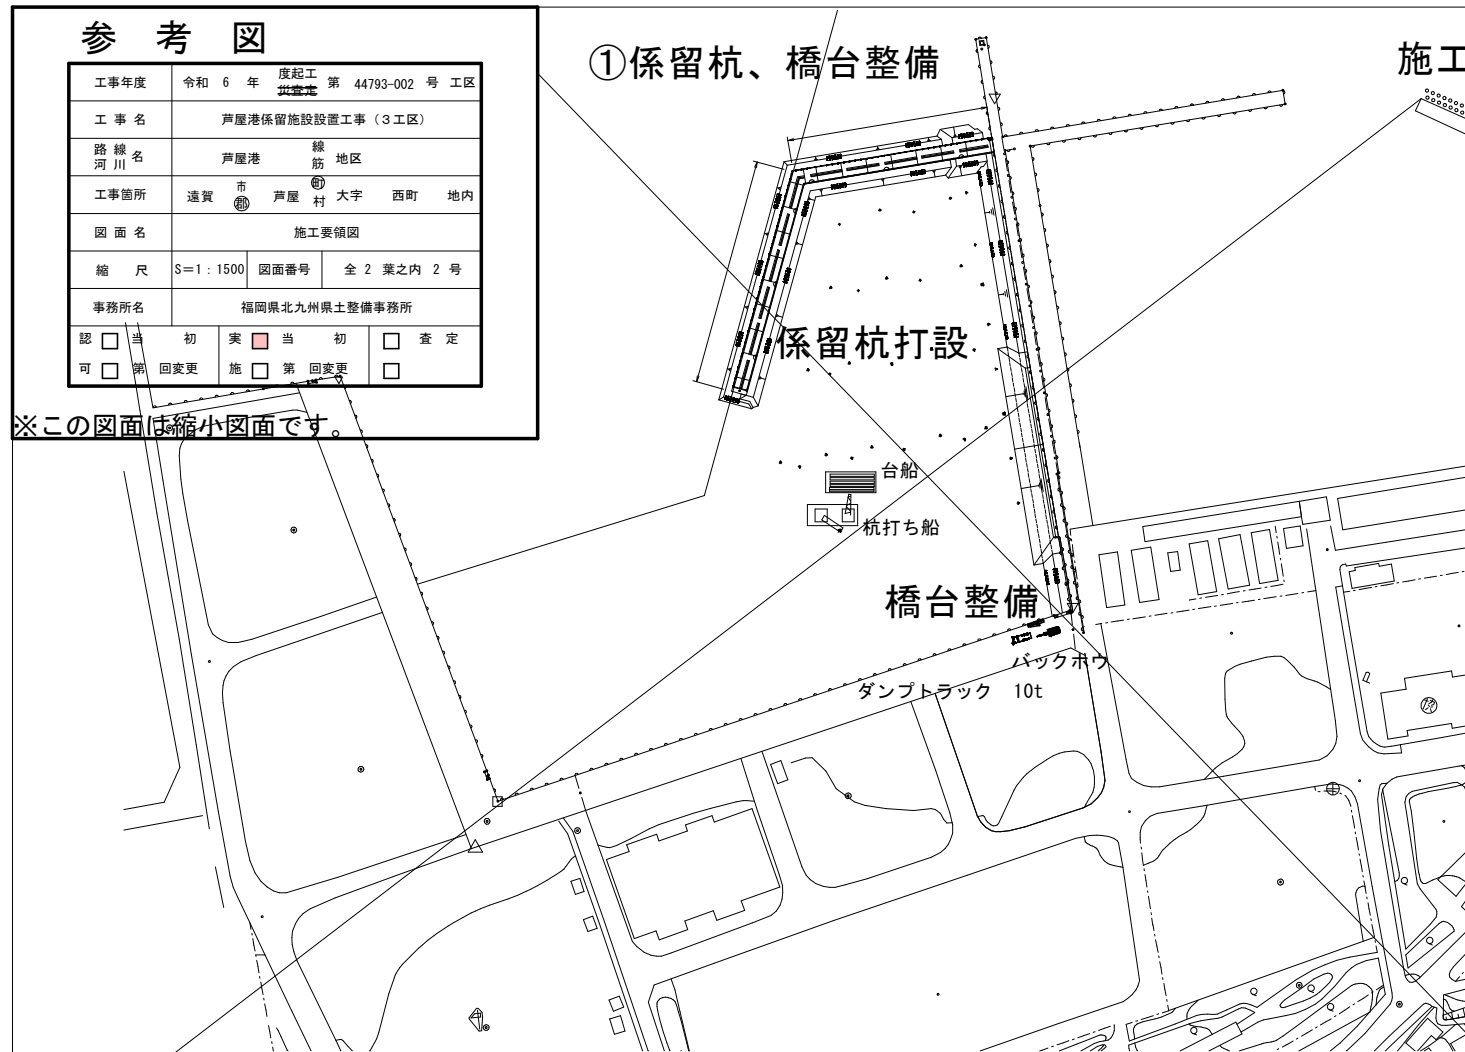 参考図
工事年度 令和 6 年 度起工 災査定 第 44793-002 号 工区
工事名 芦屋港係留施設設置工事（３工区）
路線河川名 芦屋港 線筋 地区
工事箇所 遠賀 市郡 芦屋 町村 大字 西町 地内
図面名 施工要領図
縮尺 S＝1：1500 図面番号 全 2 葉之内 2 号
事務所名 福岡県北九州県土整備事務所
認 □ 当 初 実 □ 当 初 □ 査 定
可 □ 第 回変更 施 □ 第 回変更 □
※この図面は縮小図面です。
①係留杭、橋台整備
施工
係留杭打設
台船
杭打ち船
橋台整備
バックホウ
ダンプトラック 10t